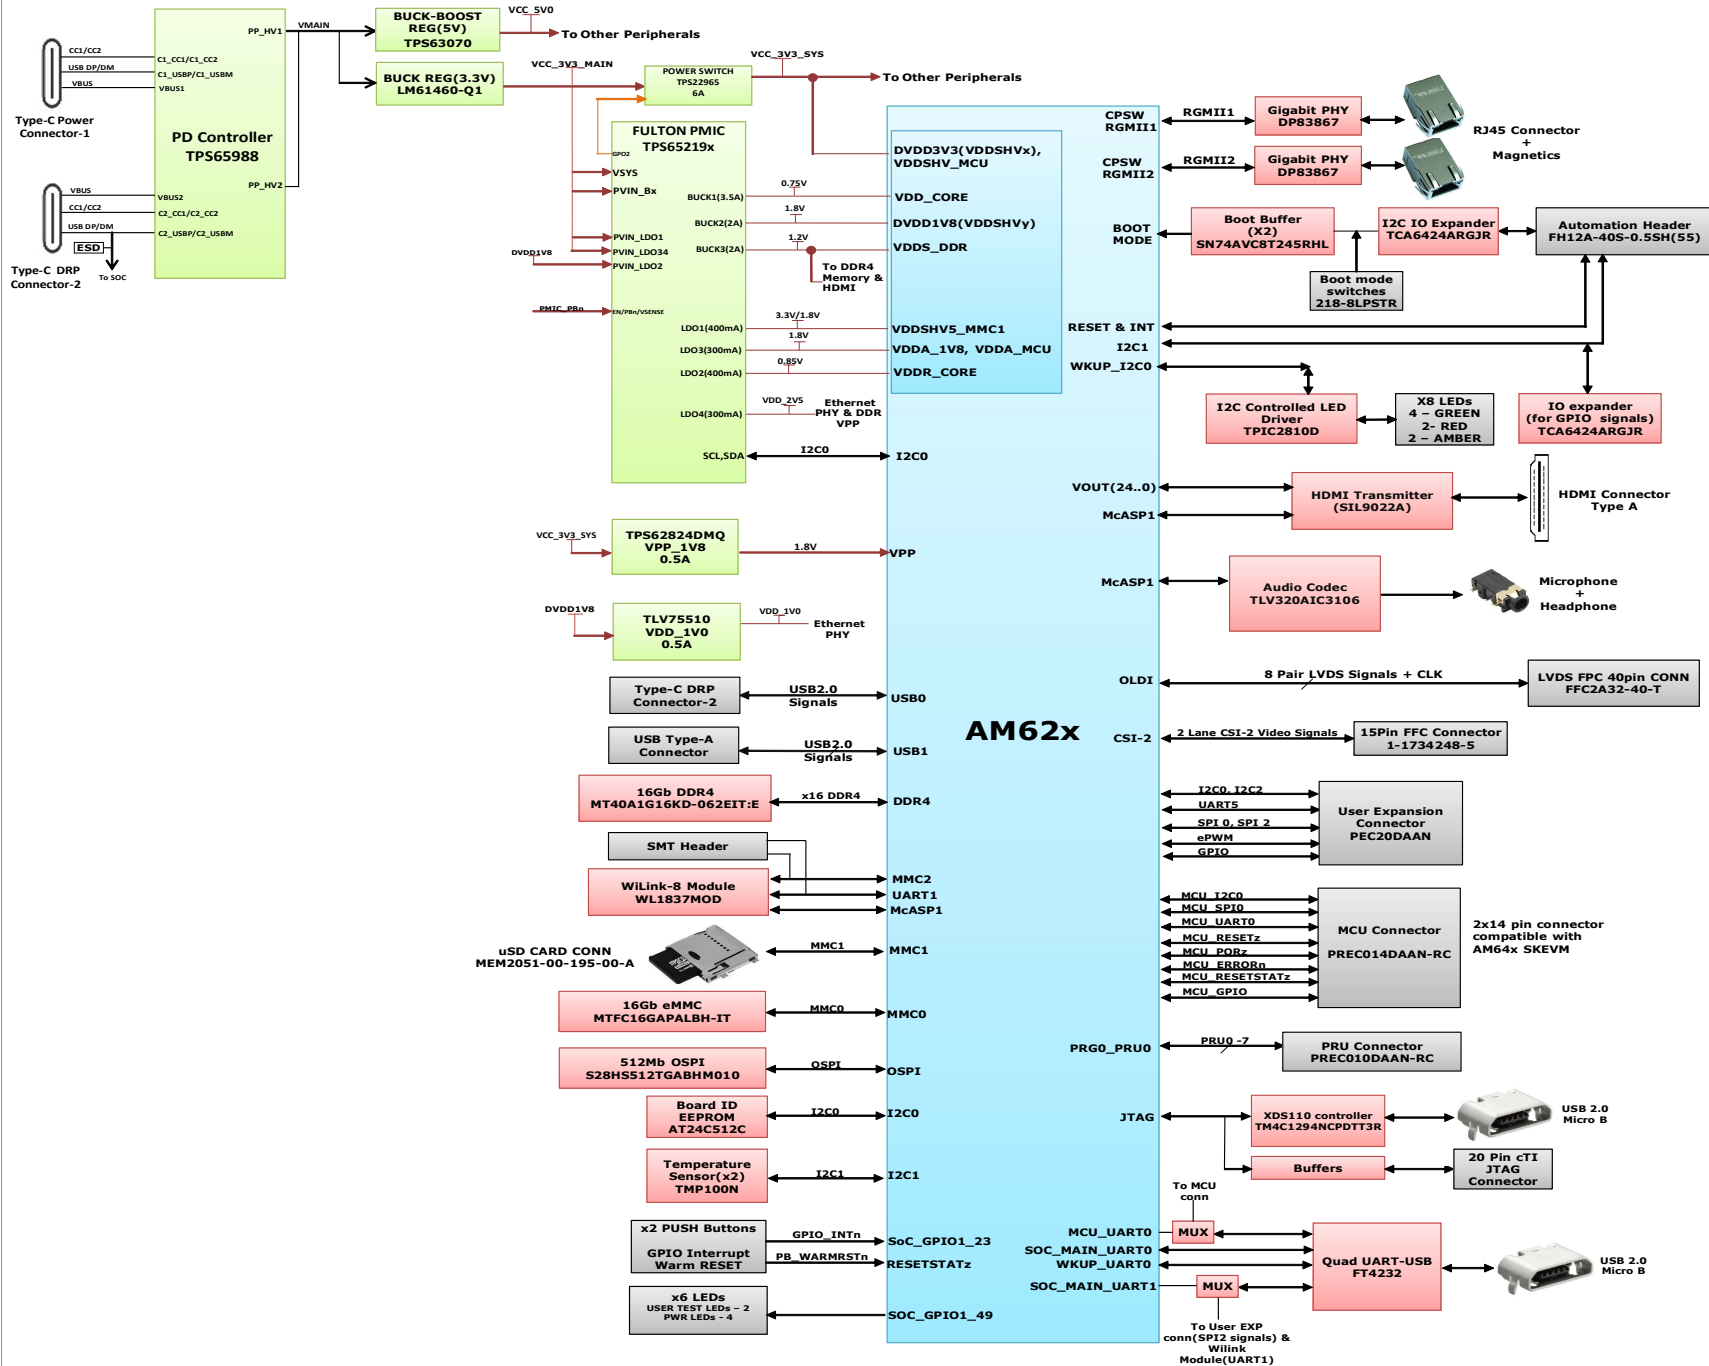 CC1/CC2
USB DP/DM
VBUS
Type-C Power
Connector-1
PP_HV1
C1_CC1/C1_CC2
C1_USBP/C1_USBM
VBUS1
PD Controller
TPS65988
PP_HV2
VBUS2
C2_CC1/C2_CC2
C2_USBP/C2_USBM
VBUS
CC1/CC2
USB DP/DM
ESD
To SOC
Type-C DRP
Connector-2
VMAIN
BUCK-BOOST
REG(5V)
TPS63070
VCC_5V0
To Other Peripherals
BUCK REG(3.3V)
LM61460-Q1
VCC_3V3_MAIN
POWER SWITCH
TPS22965
6A
VCC_3V3_SYS
To Other Peripherals
FULTON PMIC
TPS65219x
GPO2
VSYS
PVIN_Bx
PVIN_LDO1
PVIN_LDO34
PVIN_LDO2
DVDD1V8
PMIC_PBn
EN/PBn/VSENSE
BUCK1(3.5A)
BUCK2(2A)
BUCK3(2A)
LDO1(400mA)
LDO3(300mA)
LDO2(400mA)
LDO4(300mA)
SCL,SDA
0.75V
1.8V
1.2V
To DDR4
Memory &
HDMI
3.3V/1.8V
1.8V
0.85V
VDD_2V5
Ethernet
PHY & DDR
VPP
I2C0
DVDD3V3(VDDSHVx),
VDDSHV_MCU
VDD_CORE
DVDD1V8(VDDSHVy)
VDDS_DDR
VDDSHV5_MMC1
VDDA_1V8, VDDA_MCU
VDDR_CORE
I2C0
VCC_3V3_SYS
TPS62824DMQ
VPP_1V8
0.5A
1.8V
VPP
DVDD1V8
TLV75510
VDD_1V0
0.5A
VDD_1V0
Ethernet
PHY
Type-C DRP
Connector-2
USB2.0
Signals
USB0
USB Type-A
Connector
USB2.0
Signals
USB1
16Gb DDR4
MT40A1G16KD-062EIT:E
x16 DDR4
DDR4
SMT Header
WiLink-8 Module
WL1837MOD
MMC2
UART1
McASP1
uSD CARD CONN
MEM2051-00-195-00-A
MMC1
MMC1
16Gb eMMC
MTFC16GAPALBH-IT
MMC0
MMC0
512Mb OSPI
S28HS512TGABHM010
OSPI
OSPI
Board ID
EEPROM
AT24C512C
I2C0
I2C0
Temperature
Sensor(x2)
TMP100N
I2C1
I2C1
x2 PUSH Buttons
GPIO Interrupt
Warm RESET
GPIO_INTn
PB_WARMRSTn
SoC_GPIO1_23
RESETSTATz
x6 LEDs
USER TEST LEDs – 2
PWR LEDs – 4
SOC_GPIO1_49
AM62x
CPSW
RGMII1
RGMII1
Gigabit PHY
DP83867
CPSW
RGMII2
RGMII2
Gigabit PHY
DP83867
RJ45 Connector
+
Magnetics
BOOT
MODE
Boot Buffer
(X2)
SN74AVC8T245RHL
I2C IO Expander
TCA6424ARGJR
Automation Header
FH12A-40S-0.5SH(55)
Boot mode
switches
218-8LPSTR
RESET & INT
I2C1
WKUP_I2C0
I2C Controlled LED
Driver
TPIC2810D
X8 LEDs
4 – GREEN
2- RED
2 – AMBER
IO expander
(for GPIO signals)
TCA6424ARGJR
VOUT(24..0)
McASP1
HDMI Transmitter
(SIL9022A)
HDMI Connector
Type A
McASP1
Audio Codec
TLV320AIC3106
Microphone
+
Headphone
OLDI
8 Pair LVDS Signals + CLK
LVDS FPC 40pin CONN
FFC2A32-40-T
CSI-2
2 Lane CSI-2 Video Signals
15Pin FFC Connector
1-1734248-5
I2C0, I2C2
UART5
SPI 0, SPI 2
ePWM
GPIO
User Expansion
Connector
PEC20DAAN
MCU_I2C0
MCU_SPI0
MCU_UART0
MCU_RESETz
MCU_PORz
MCU_ERRORn
MCU_RESETSTATz
MCU_GPIO
MCU Connector
PREC014DAAN-RC
2x14 pin connector
compatible with
AM64x SKEVM
PRG0_PRU0
PRU0 -7
PRU Connector
PREC010DAAN-RC
JTAG
XDS110 controller
TM4C1294NCPDTT3R
USB 2.0
Micro B
Buffers
20 Pin cTI
JTAG
Connector
To MCU
conn
MCU_UART0
MUX
SOC_MAIN_UART0
WKUP_UART0
SOC_MAIN_UART1
MUX
Quad UART-USB
FT4232
USB 2.0
Micro B
To User EXP
conn(SPI2 signals) &
Wilink
Module(UART1)